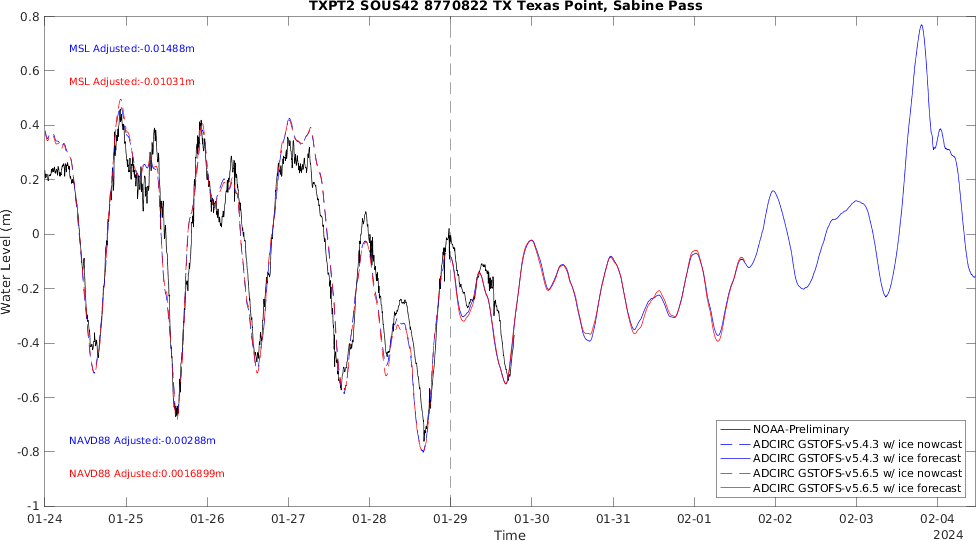 TXPT2 SOUS42 8770822 TX Texas Point, Sabine Pass
0.8
0.6
0.4
0.2
0
-0.2
-0.4
-0.6
-0.8
-1
Water Level (m)
MSL Adjusted:-0.01488m
MSL Adjusted:-0.01031m
NAVD88 Adjusted:-0.00288m
NAVD88 Adjusted:0.0016899m
NOAA-Preliminary
ADCIRC GSTOFS-v5.4.3 w/ ice nowcast
ADCIRC GSTOFS-v5.4.3 w/ ice forecast
ADCIRC GSTOFS-v5.6.5 w/ ice nowcast
ADCIRC GSTOFS-v5.6.5 w/ ice forecast
01-24 01-25 01-26 01-27 01-28 01-29 01-30 01-31 02-01 02-02 02-03 02-04
Time
2024